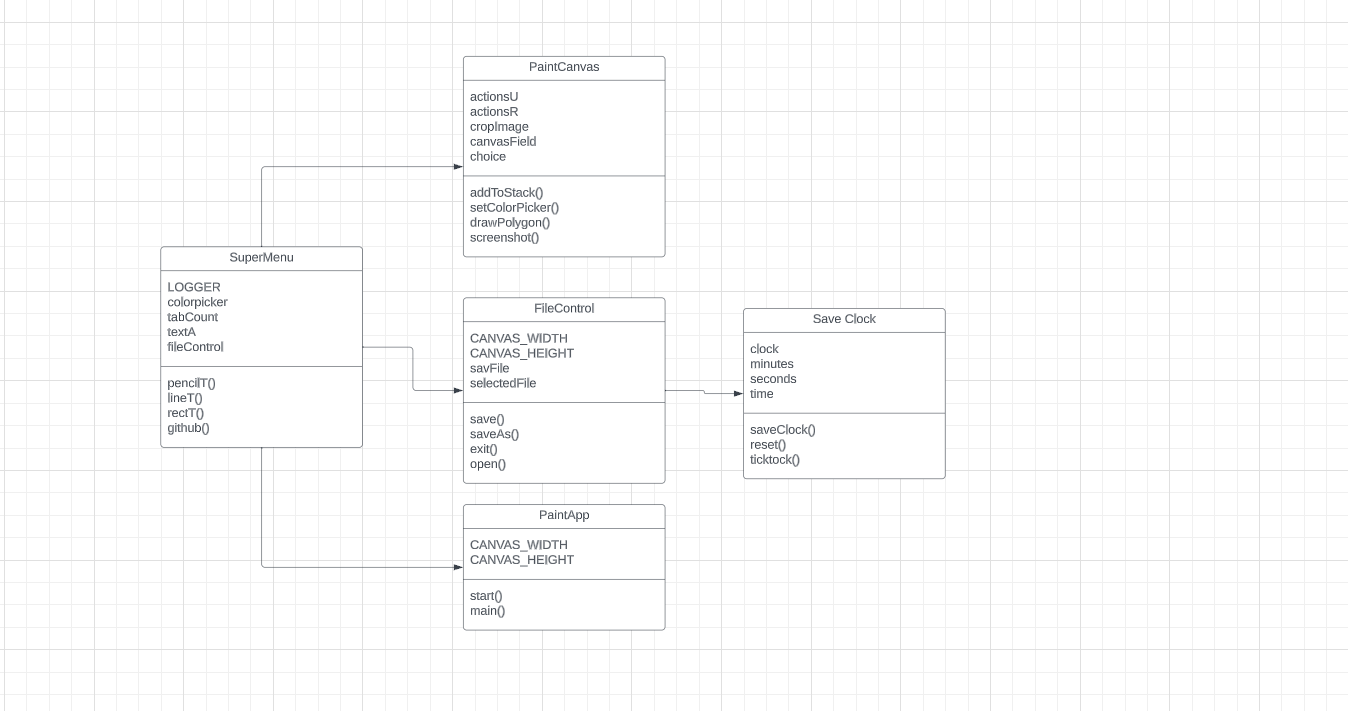 PaintCanvas
actionsU
actionsR
cropImage
canvasField
choice
addToStack()
setColorPicker()
drawPolygon()
screenshot()
SuperMenu
LOGGER
colorpicker
tabCount
textA
fileControl
pencilT()
lineT()
rectT()
github()
FileControl
CANVAS_WIDTH
CANVAS_HEIGHT
savFile
selectedFile
save()
saveAs()
exit()
open()
Save Clock
clock
minutes
seconds
time
saveClock()
reset()
ticktock()
PaintApp
CANVAS_WIDTH
CANVAS_HEIGHT
start()
main()